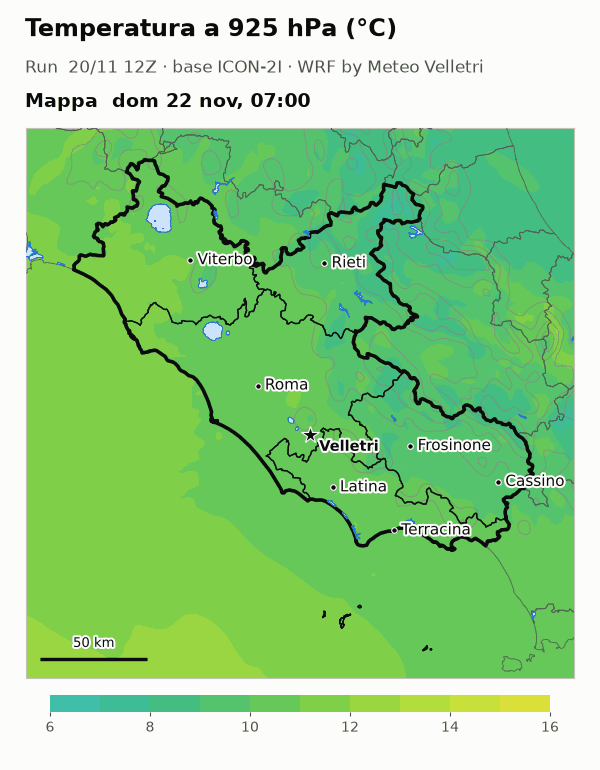 Temperatura a 925 hPa (°C)
Run  20/11 12Z · base ICON-2I · WRF by Meteo Velletri
Mappa  dom 22 nov, 07:00
Viterbo
Rieti
Roma
Velletri
Frosinone
Latina
Cassino
Terracina
50 km
6 8 10 12 14 16